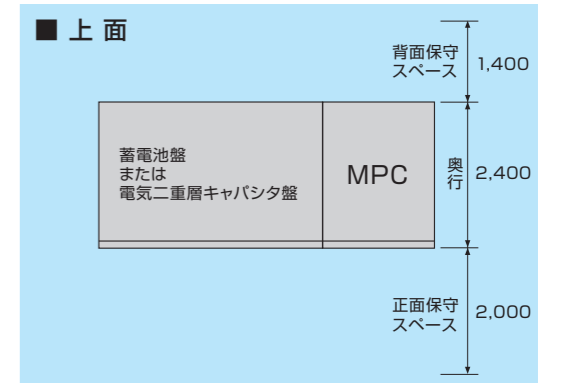 ■ 上 面
背面保守
スペース
1,400
蓄電池盤
または
電気二重層キャパシタ盤
MPC
奥
行
2,400
正面保守
スペース
2,000